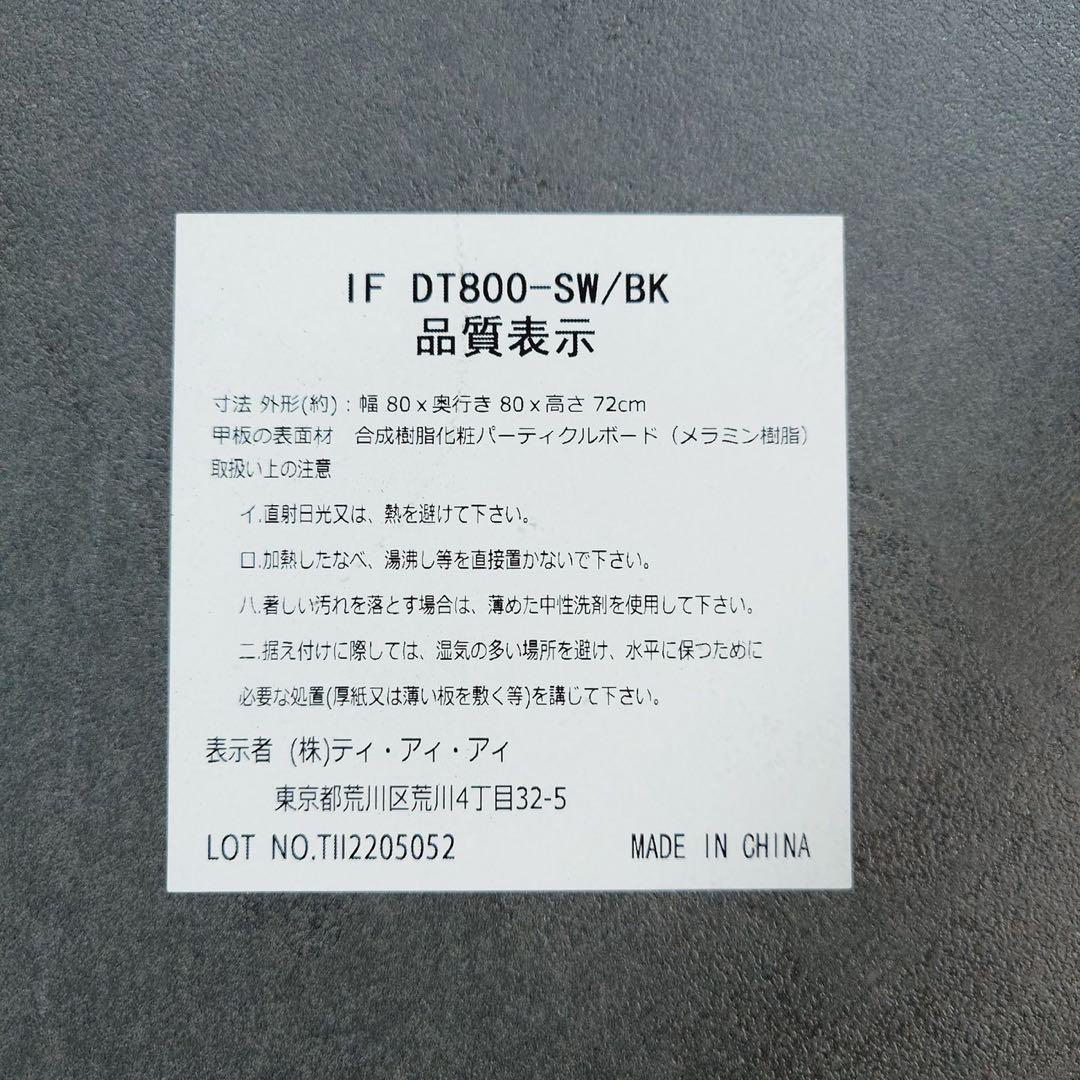 IF DT800-SW/BK
品質表示
寸法 外形(約) : 幅 80 x 奥行き 80 x 高さ 72cm
甲板の表面材　合成樹脂化粧パーティクルボード（メラミン樹脂）
取扱い上の注意
イ.直射日光又は、熱を避けて下さい。
ロ.加熱したなべ、湯沸し等を直接置かないで下さい。
ハ.著しい汚れを落とす場合は、薄めた中性洗剤を使用して下さい。
ニ.据え付けに際しては、湿気の多い場所を避け、水平に保つために
必要な処置(厚紙又は薄い板を敷く等)を講じて下さい。
表示者 (株)ティ・アィ・アィ
東京都荒川区荒川4丁目32-5
LOT NO.TII2205052 MADE IN CHINA